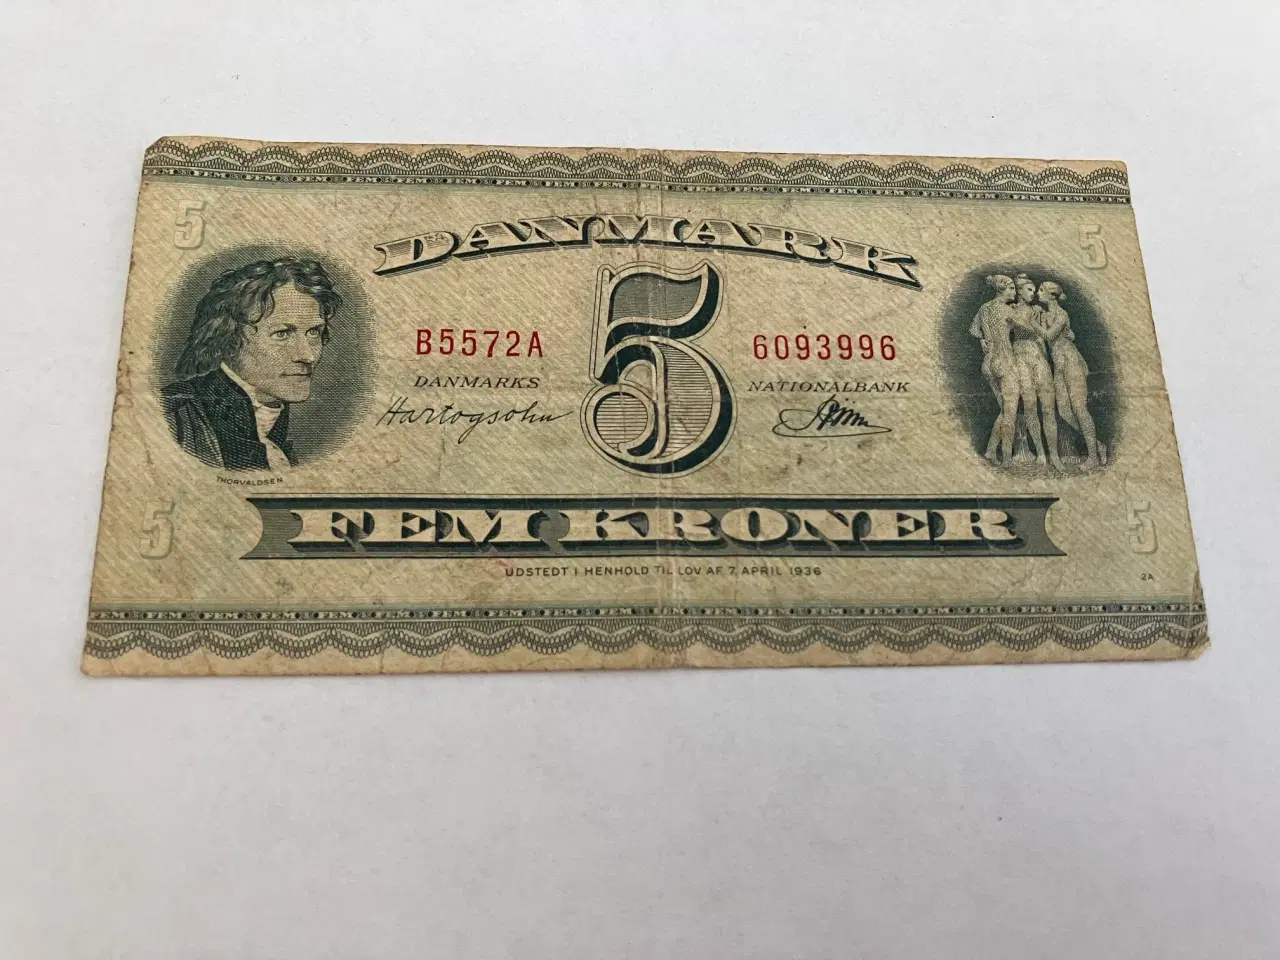 5 5
DANMARK
5
B5572A 6093996
DANMARKS NATIONALBANK
Hartogsohn
THORVALDSEN
5 5
FEM KRONER
UDSTEDT I HENHOLD TIL LOV AF 7. APRIL 1936
2A